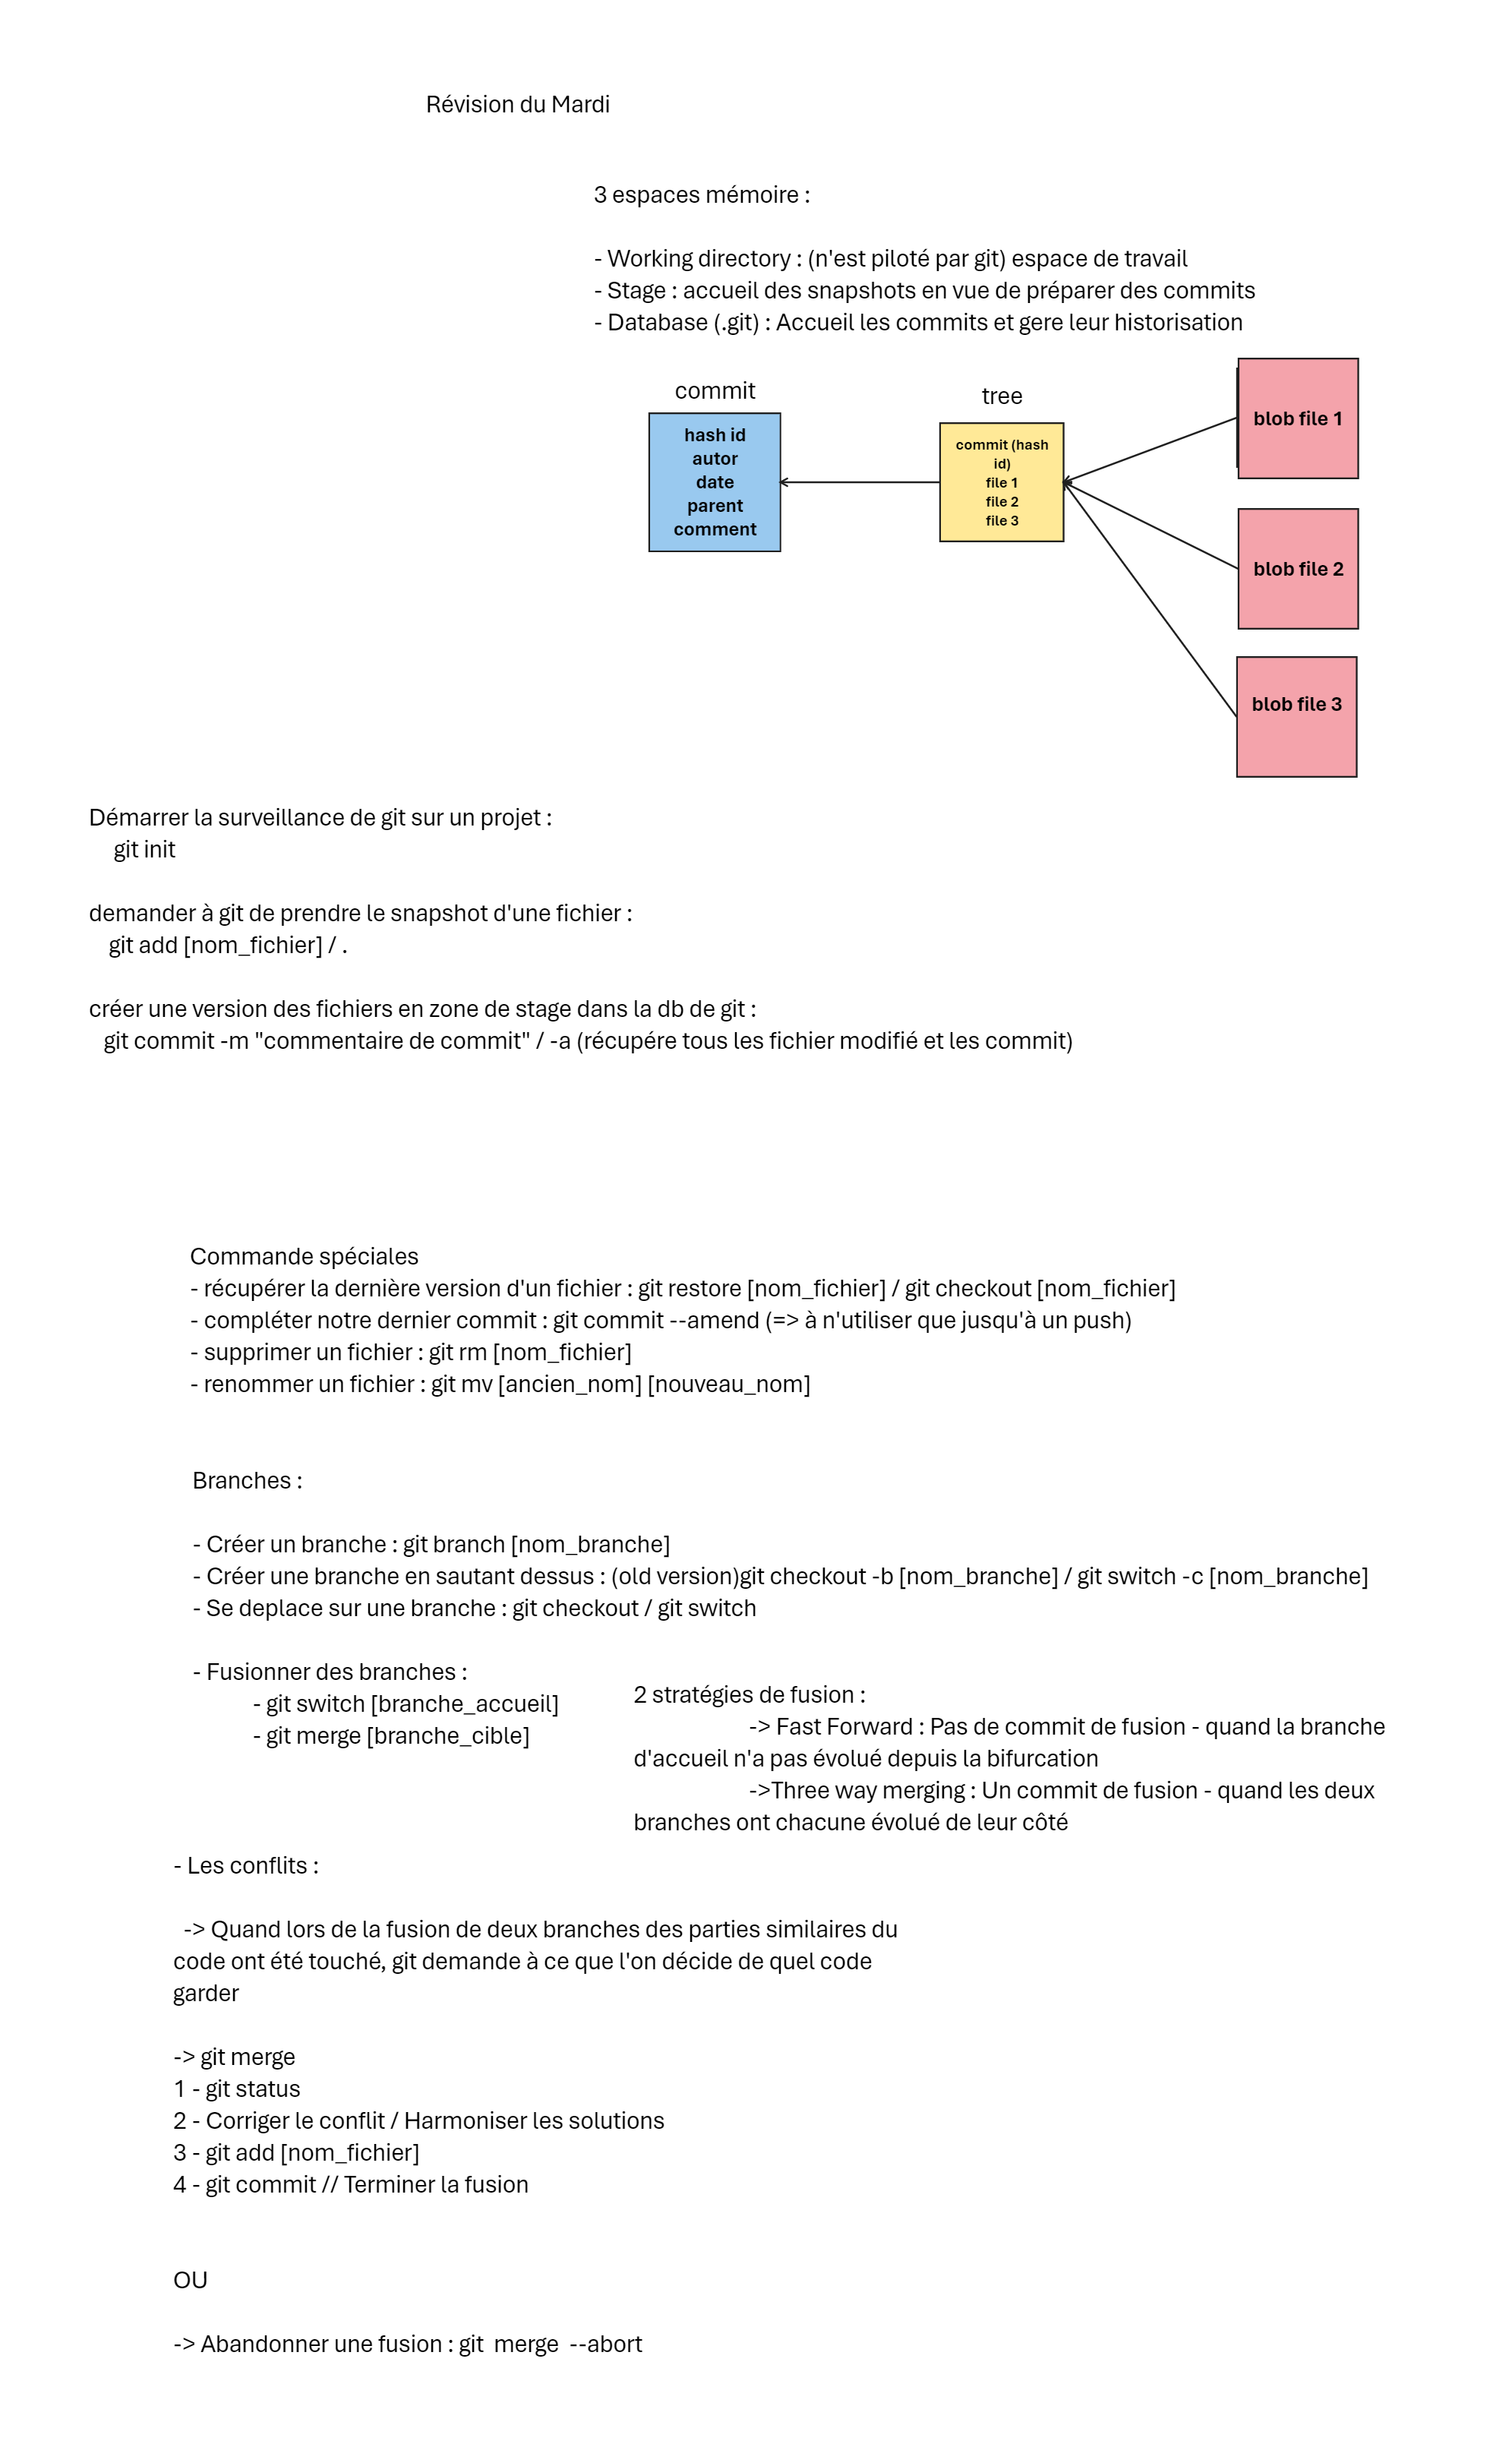 Révision du Mardi
3 espaces mémoire :
- Working directory : (n'est piloté par git) espace de travail
- Stage : accueil des snapshots en vue de préparer des commits
- Database (.git) : Accueil les commits et gere leur historisation
commit
hash id
autor
date
parent
comment
tree
commit (hash
id)
file 1
file 2
file 3
blob file 1
blob file 2
blob file 3
Démarrer la surveillance de git sur un projet :
git init
demander à git de prendre le snapshot d'une fichier :
git add [nom_fichier] / .
créer une version des fichiers en zone de stage dans la db de git :
git commit -m "commentaire de commit" / -a (récupére tous les fichier modifié et les commit)
Commande spéciales
- récupérer la dernière version d'un fichier : git restore [nom_fichier] / git checkout [nom_fichier]
- compléter notre dernier commit : git commit --amend (=> à n'utiliser que jusqu'à un push)
- supprimer un fichier : git rm [nom_fichier]
- renommer un fichier : git mv [ancien_nom] [nouveau_nom]
Branches :
- Créer un branche : git branch [nom_branche]
- Créer une branche en sautant dessus : (old version)git checkout -b [nom_branche] / git switch -c [nom_branche]
- Se deplace sur une branche : git checkout / git switch
- Fusionner des branches :
- git switch [branche_accueil]
- git merge [branche_cible]
2 stratégies de fusion :
-> Fast Forward : Pas de commit de fusion - quand la branche
d'accueil n'a pas évolué depuis la bifurcation
->Three way merging : Un commit de fusion - quand les deux
branches ont chacune évolué de leur côté
- Les conflits :
-> Quand lors de la fusion de deux branches des parties similaires du
code ont été touché, git demande à ce que l'on décide de quel code
garder
-> git merge
1 - git status
2 - Corriger le conflit / Harmoniser les solutions
3 - git add [nom_fichier]
4 - git commit // Terminer la fusion
OU
-> Abandonner une fusion : git merge --abort